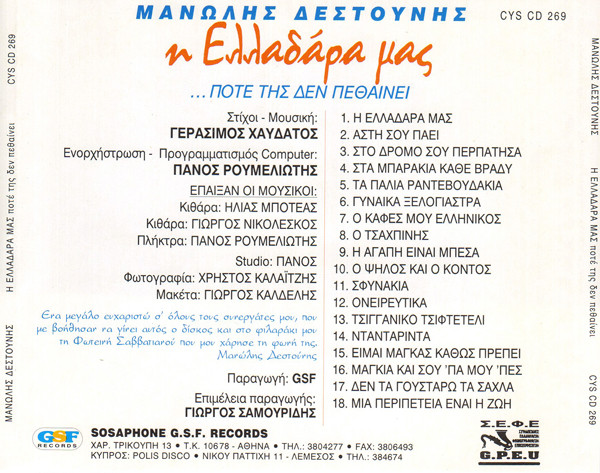 ΜΑΝΩΛΗΣ ΔΕΣΤΟΥΝΗΣ
CYS CD 269
η Ελλαδάρα μας
...ΠΟΤΕ ΤΗΣ ΔΕΝ ΠΕΘΑΙΝΕΙ
Στίχοι - Μουσική:
ΓΕΡΑΣΙΜΟΣ ΧΑΥΔΑΤΟΣ
Ενορχήστρωση - Προγραμματισμός Computer:
ΠΑΝΟΣ ΡΟΥΜΕΛΙΩΤΗΣ
ΕΠΑΙΞΑΝ ΟΙ ΜΟΥΣΙΚΟΙ:
Κιθάρα: ΗΛΙΑΣ ΜΠΟΤΕΑΣ
Κιθάρα: ΓΙΩΡΓΟΣ ΝΙΚΟΛΕΣΚΟΣ
Πλήκτρα: ΠΑΝΟΣ ΡΟΥΜΕΛΙΩΤΗΣ
Studio: ΠΑΝΟΣ
Φωτογραφία: ΧΡΗΣΤΟΣ ΚΑΛΑΪΤΖΗΣ
Μακέτα: ΓΙΩΡΓΟΣ ΚΑΛΔΕΛΗΣ
Ενα μεγάλο ευχαριστώ σ' όλους τους συνεργάτες μου, που
με βοήθησαν να γίνει αυτός ο δίσκος και στο φιλαράκι μου
τη Φωτεινή Σαββατιανού που μου χάρησε τη φωνή της.
Μανώλης Δεστούνης
Παραγωγή: GSF
Επιμέλεια παραγωγής:
ΓΙΩΡΓΟΣ ΣΑΜΟΥΡΙΔΗΣ
1. Η ΕΛΛΑΔΑΡΑ ΜΑΣ
2. ΑΣΤΗ ΣΟΥ ΠΑΕΙ
3. ΣΤΟ ΔΡΟΜΟ ΣΟΥ ΠΕΡΠΑΤΗΣΑ
4. ΣΤΑ ΜΠΑΡΑΚΙΑ ΚΑΘΕ ΒΡΑΔΥ
5. ΤΑ ΠΑΛΙΑ ΡΑΝΤΕΒΟΥΔΑΚΙΑ
6. ΓΥΝΑΙΚΑ ΞΕΛΟΓΙΑΣΤΡΑ
7. Ο ΚΑΦΕΣ ΜΟΥ ΕΛΛΗΝΙΚΟΣ
8. Ο ΤΣΑΧΠΙΝΗΣ
9. Η ΑΓΑΠΗ ΕΙΝΑΙ ΜΠΕΣΑ
10. Ο ΨΗΛΟΣ ΚΑΙ Ο ΚΟΝΤΟΣ
11. ΣΦΥΝΑΚΙΑ
12. ΟΝΕΙΡΕΥΤΙΚΑ
13. ΤΣΙΓΓΑΝΙΚΟ ΤΣΙΦΤΕΤΕΛΙ
14. ΝΤΑΝΤΑΡΙΝΤΑ
15. ΕΙΜΑΙ ΜΑΓΚΑΣ ΚΑΘΩΣ ΠΡΕΠΕΙ
16. ΜΑΓΚΙΑ ΚΑΙ ΣΟΥ 'ΠΑ ΜΟΥ 'ΠΕΣ
17. ΔΕΝ ΤΑ ΓΟΥΣΤΑΡΩ ΤΑ ΣΑΧΛΑ
18. ΜΙΑ ΠΕΡΙΠΕΤΕΙΑ ΕΝΑΙ Η ΖΩΗ
GSF
RECORDS
SOSAPHONE G.S.F. RECORDS
ΧΑΡ. ΤΡΙΚΟΥΠΗ 13 • Τ.Κ. 10678 - ΑΘΗΝΑ • ΤΗΛ.: 3804277 • FAX: 3806493
ΚΥΠΡΟΣ: POLIS DISCO • ΝΙΚΟΥ ΠΑΤΤΙΧΗ 11 - ΛΕΜΕΣΟΣ • ΤΗΛ.: 384674
Σ.Ε.Φ.Ε
G.P.E.U
ΜΑΝΩΛΗΣ ΔΕΣΤΟΥΝΗΣ Η ΕΛΛΑΔΑΡΑ ΜΑΣ ποτέ της δεν πεθαίνει CYS CD 269
ΜΑΝΩΛΗΣ ΔΕΣΤΟΥΝΗΣ Η ΕΛΛΑΔΑΡΑ ΜΑΣ ποτέ της δεν πεθαίνει CYS CD 269